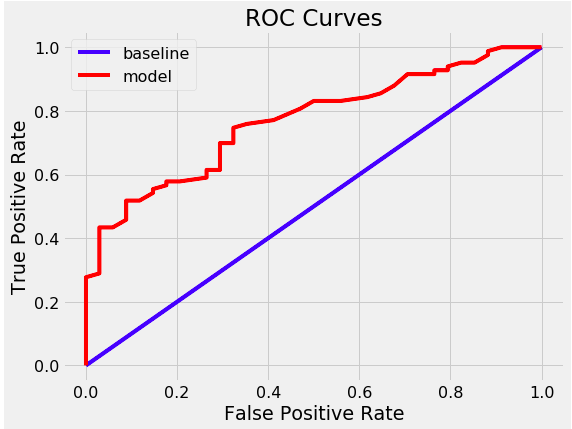 ROC Curves
baseline
model
True Positive Rate
1.0
0.8
0.6
0.4
0.2
0.0
0.0 0.2 0.4 0.6 0.8 1.0
False Positive Rate